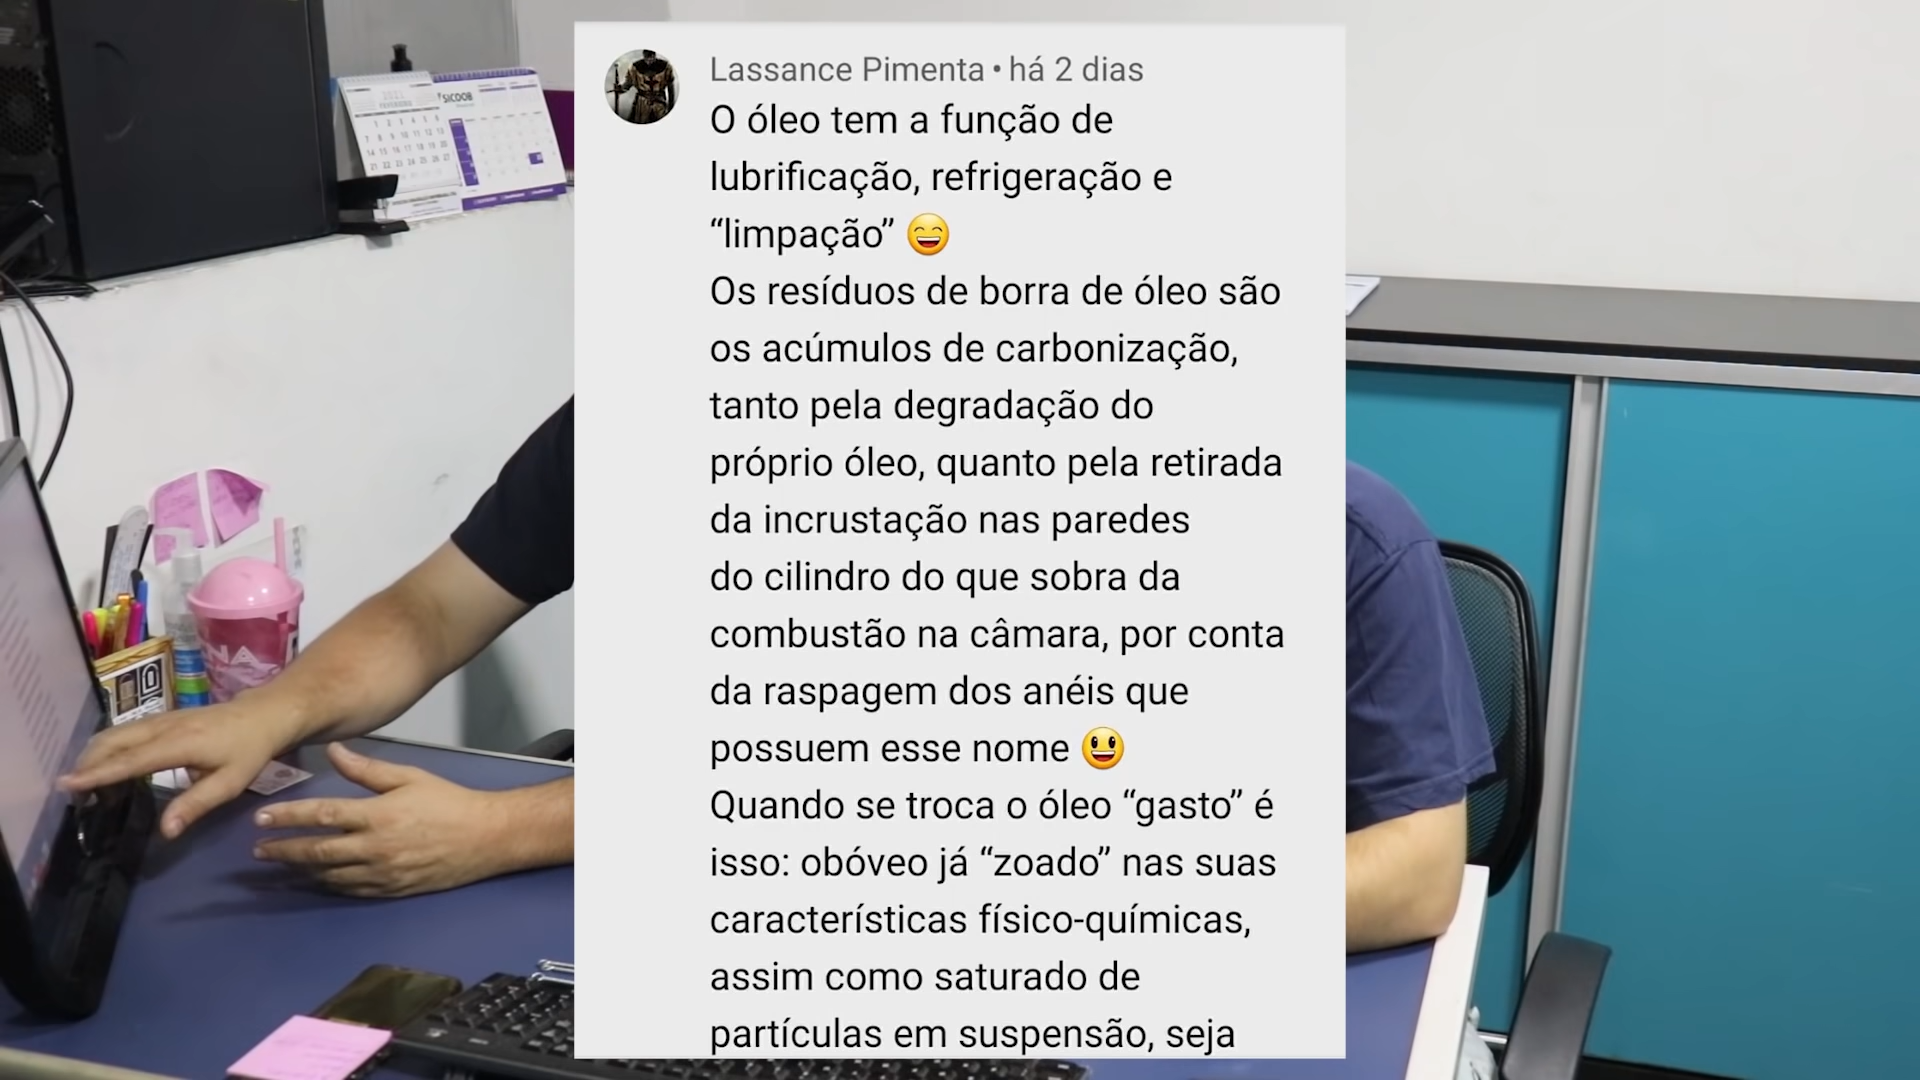 2021
FEVEREIRO
SICOOB
Lassance Pimenta • há 2 dias
O óleo tem a função de
lubrificação, refrigeração e
“limpação” 😄
Os resíduos de borra de óleo são
os acúmulos de carbonização,
tanto pela degradação do
próprio óleo, quanto pela retirada
da incrustação nas paredes
do cilindro do que sobra da
combustão na câmara, por conta
da raspagem dos anéis que
possuem esse nome 😃
Quando se troca o óleo “gasto” é
isso: obóveo já “zoado” nas suas
características físico-químicas,
assim como saturado de
partículas em suspensão, seja